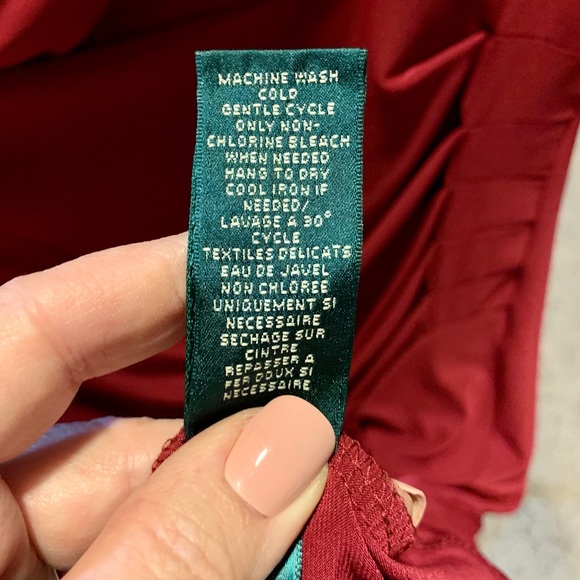 MACHINE WASH
COLD
GENTLE CYCLE
ONLY NON-
CHLORINE BLEACH
WHEN NEEDED
HANG TO DRY
COOL IRON IF
NEEDED/
LAVAGE A 30°
CYCLE
TEXTILES DELICATS
EAU DE JAVEL
NON CHLOREE
UNIQUEMENT SI
NECESSAIRE
SECHAGE SUR
CINTRE
REPASSER A
FER DOUX SI
NECESSAIRE